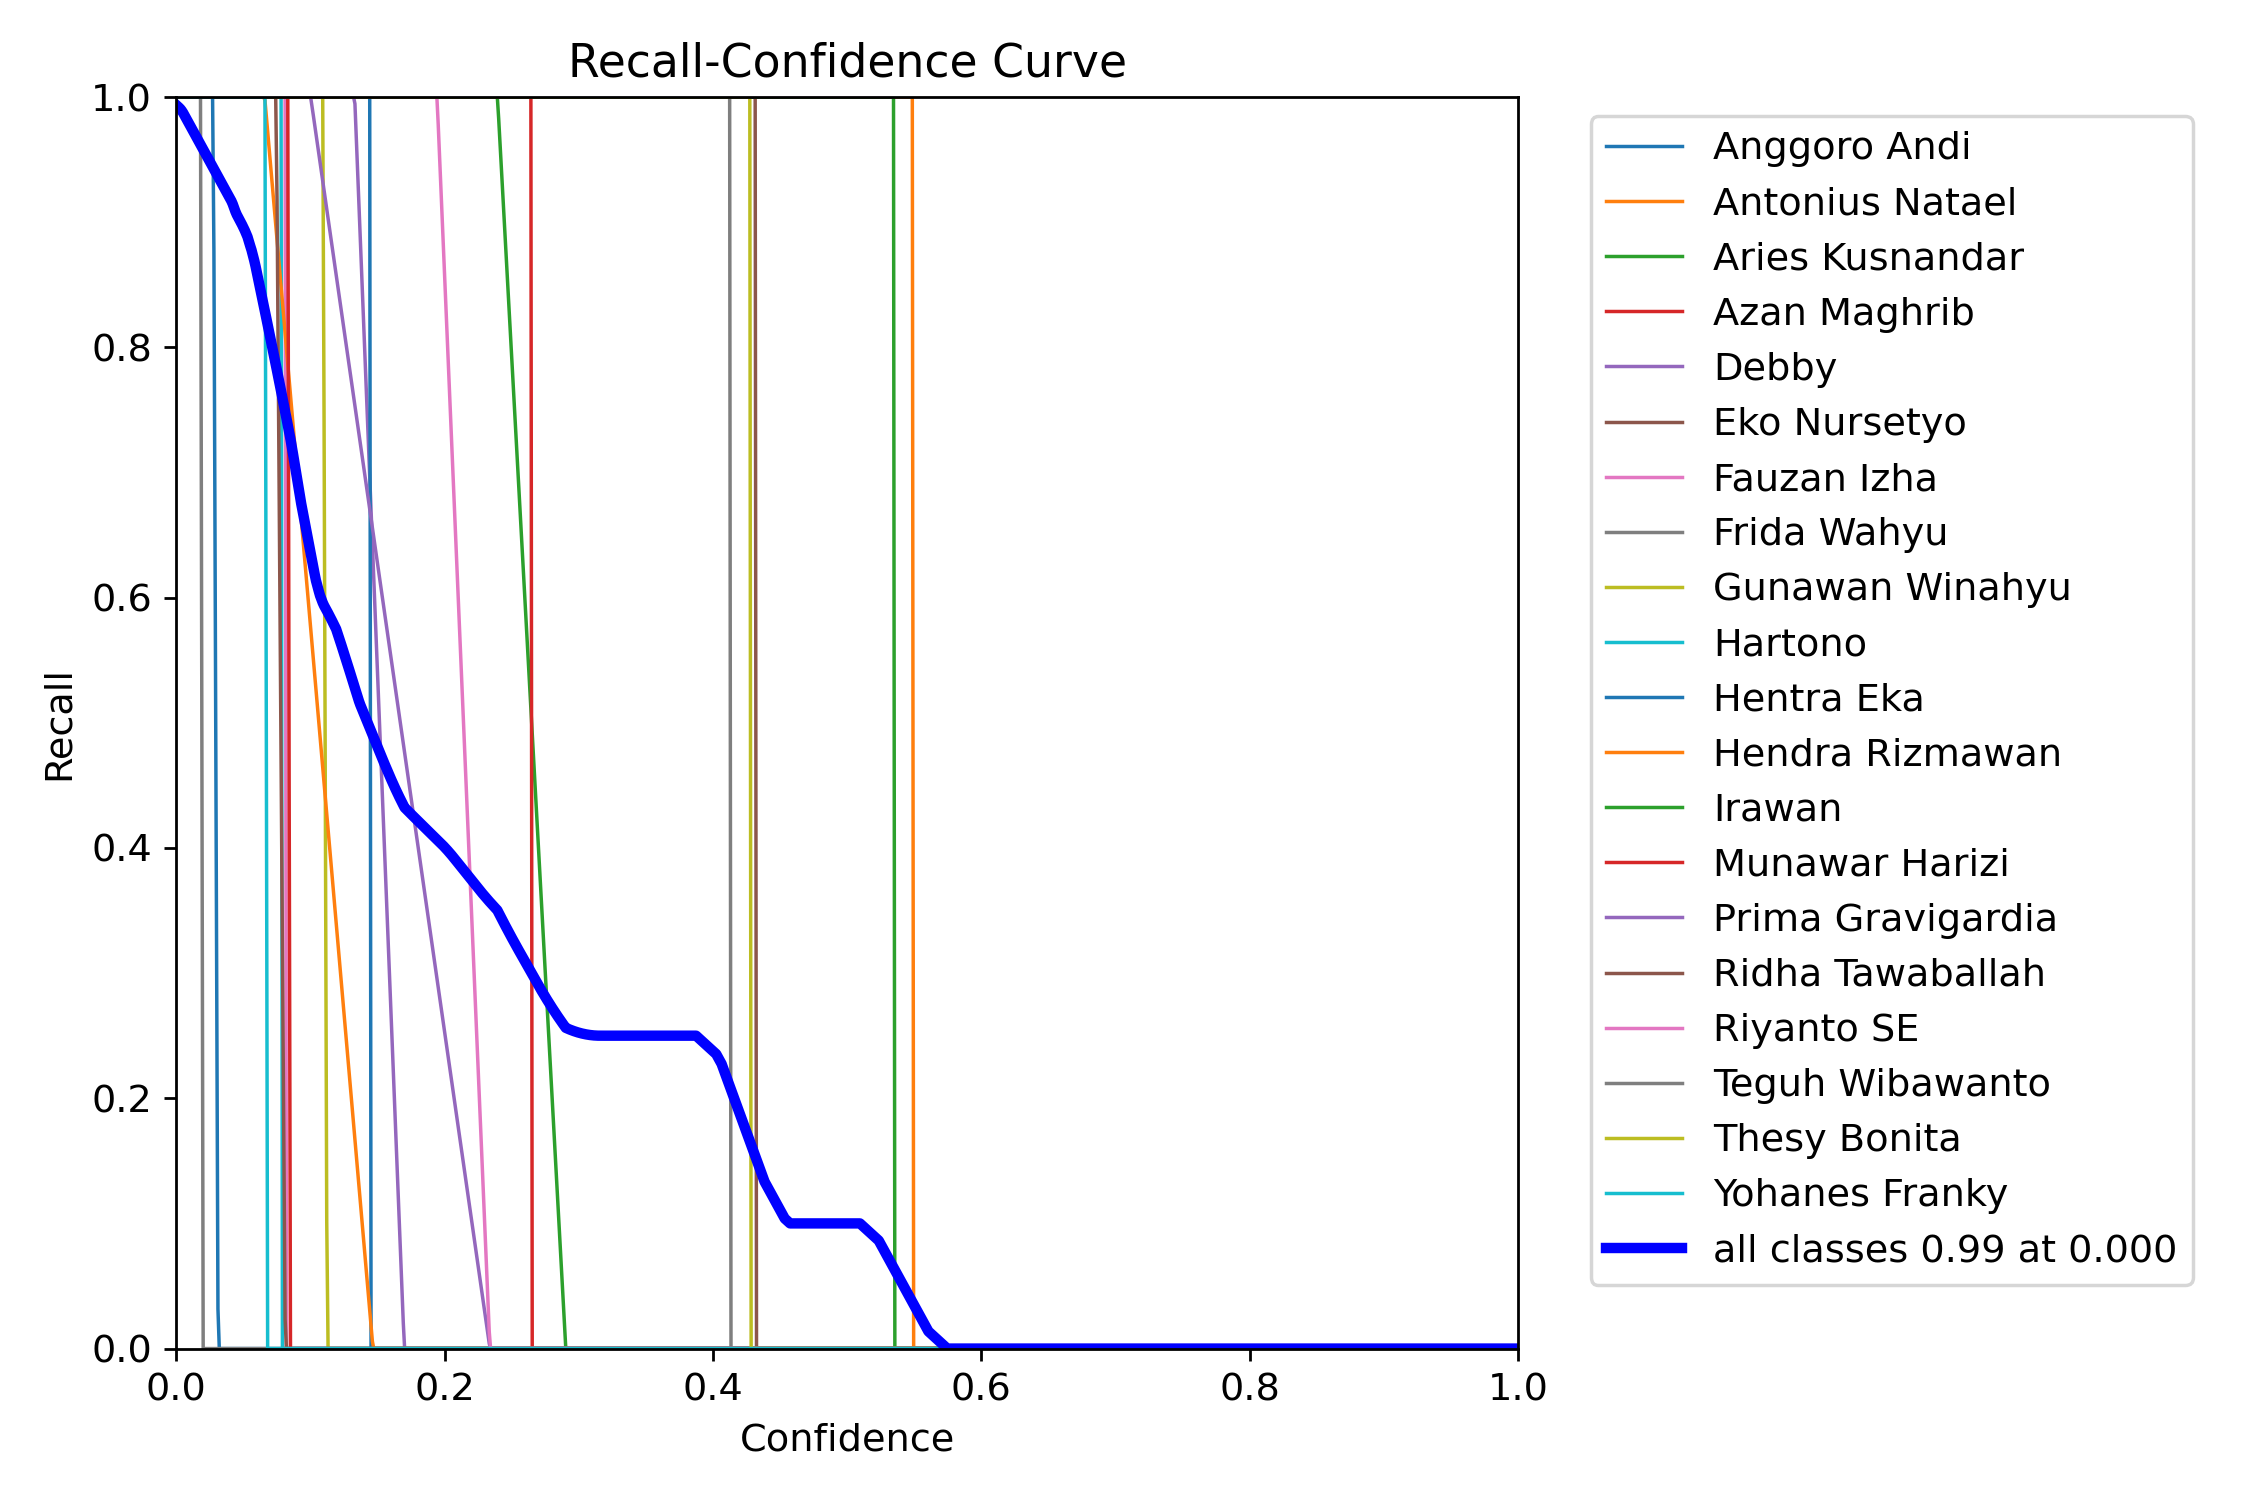 Recall-Confidence Curve
1.0
0.8
0.6
0.4
0.2
0.0
Recall
0.0 0.2 0.4 0.6 0.8 1.0
Confidence
Anggoro Andi
Antonius Natael
Aries Kusnandar
Azan Maghrib
Debby
Eko Nursetyo
Fauzan Izha
Frida Wahyu
Gunawan Winahyu
Hartono
Hentra Eka
Hendra Rizmawan
Irawan
Munawar Harizi
Prima Gravigardia
Ridha Tawaballah
Riyanto SE
Teguh Wibawanto
Thesy Bonita
Yohanes Franky
all classes 0.99 at 0.000